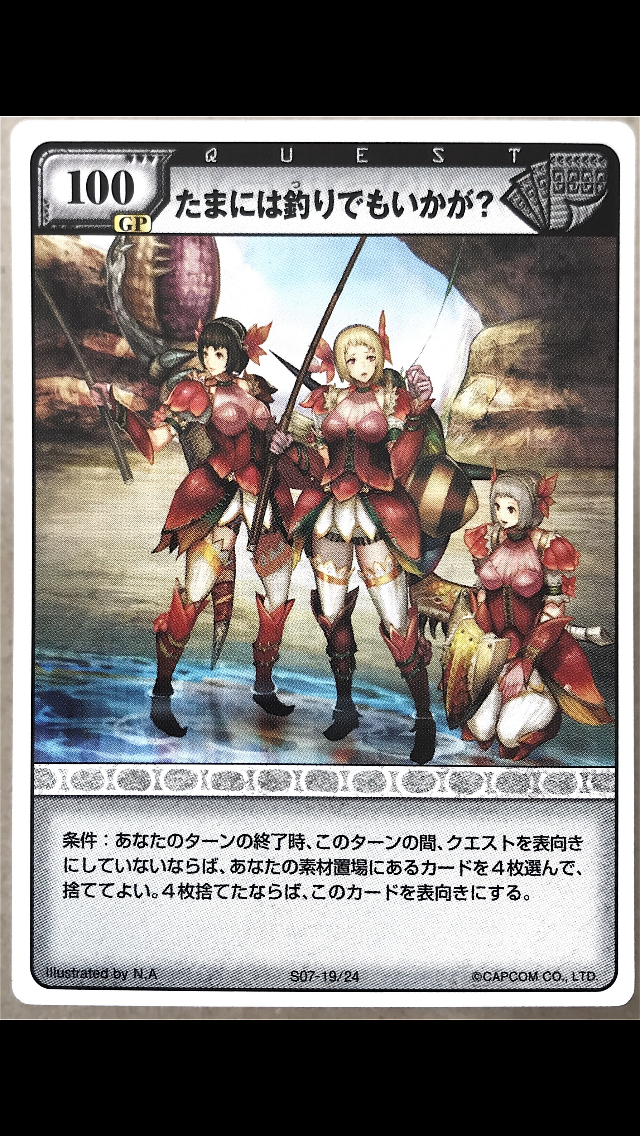 QUEST
100
GP
たまには釣りでもいかが?
つ
条件:あなたのターンの終了時、このターンの間、クエストを表向き
にしていないならば、あなたの素材置場にあるカードを4枚選んで、
捨ててよい。4枚捨てたならば、このカードを表向きにする。
Illustrated by N.A
S07-19/24
©CAPCOM CO., LTD.